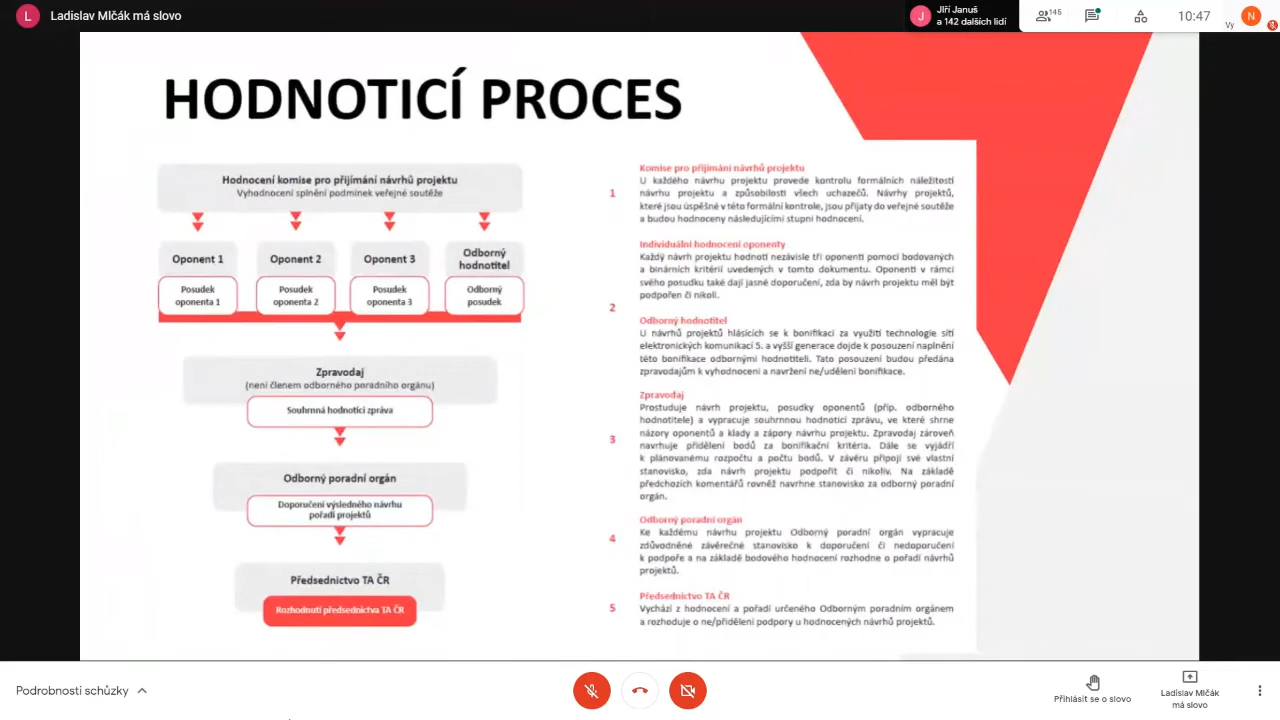 L
Ladislav Mlčák má slovo
J
Jiří Januš
a 142 dalších lidí
145
10:47
Vy
N
HODNOTICÍ PROCES
Hodnocení komise pro přijímání návrhů projektu
Vyhodnocení splnění podmínek veřejné soutěže
Oponent 1
Oponent 2
Oponent 3
Odborný
hodnotitel
Posudek
oponenta 1
Posudek
oponenta 2
Posudek
oponenta 3
Odborný
posudek
Zpravodaj
(není členem odborného poradního orgánu)
Souhrnná hodnotící zpráva
Odborný poradní orgán
Doporučení výsledného návrhu
pořadí projektů
Předsednictvo TA ČR
Rozhodnutí předsednictva TA ČR
1
Komise pro přijímání návrhů projektu
U každého návrhu projektu provede kontrolu formálních náležitostí
návrhu projektu a způsobilosti všech uchazečů. Návrhy projektů,
které jsou úspěšné v této formální kontrole, jsou přijaty do veřejné soutěže
a budou hodnoceny následujícími stupni hodnocení.
2
Individuální hodnocení oponenty
Každý návrh projektu hodnotí nezávisle tři oponenti pomocí bodovaných
a binárních kritérií uvedených v tomto dokumentu. Oponenti v rámci
svého posudku také dají jasné doporučení, zda by návrh projektu měl být
podpořen či nikoli.
Odborný hodnotitel
U návrhů projektů hlásících se k bonifikaci za využití technologie sítí
elektronických komunikací 5. a vyšší generace dojde k posouzení naplnění
této bonifikace odbornými hodnotiteli. Tato posouzení budou předána
zpravodajům k vyhodnocení a navržení ne/udělení bonifikace.
3
Zpravodaj
Prostuduje návrh projektu, posudky oponentů (příp. odborného
hodnotitele) a vypracuje souhrnnou hodnotící zprávu, ve které shrne
názory oponentů a klady a zápory návrhu projektu. Zpravodaj zároveň
navrhuje přidělení bodů za bonifikační kritéria. Dále se vyjádří
k plánovanému rozpočtu a počtu bodů. V závěru připojí své vlastní
stanovisko, zda návrh projektu podpořit či nikoliv. Na základě
předchozích komentářů rovněž navrhne stanovisko za odborný poradní
orgán.
4
Odborný poradní orgán
Ke každému návrhu projektu Odborný poradní orgán vypracuje
zdůvodněné závěrečné stanovisko k doporučení či nedoporučení
k podpoře a na základě bodového hodnocení rozhodne o pořadí návrhů
projektů.
5
Předsednictvo TA ČR
Vychází z hodnocení a pořadí určeného Odborným poradním orgánem
a rozhoduje o ne/přidělení podpory u hodnocených návrhů projektů.
Podrobnosti schůzky
Přihlásit se o slovo
Ladislav Mlčák
má slovo